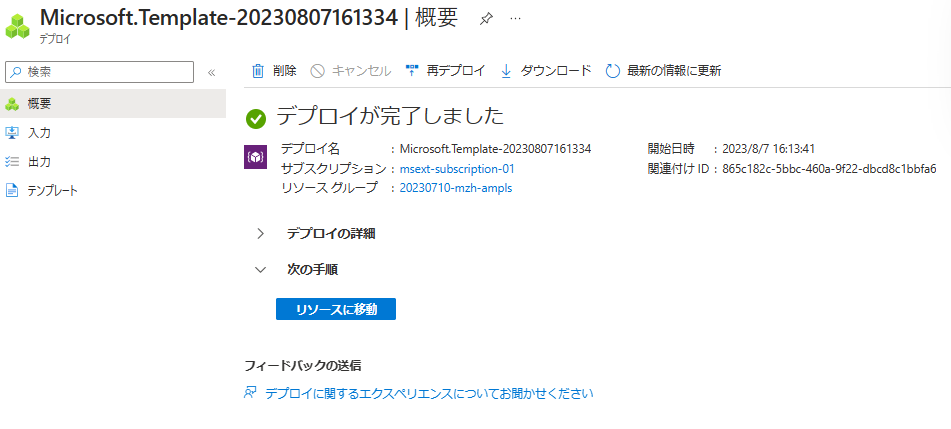 Microsoft.Template-20230807161334 | 概要
デプロイ
検索
«
削除 キャンセル 再デプロイ ダウンロード 最新の情報に更新
概要
入力
出力
テンプレート
デプロイが完了しました
デプロイ名 : Microsoft.Template-20230807161334
サブスクリプション : msext-subscription-01
リソース グループ : 20230710-mzh-ampls
開始日時 : 2023/8/7 16:13:41
関連付け ID : 865c182c-5bbc-460a-9f22-dbcd8c1bbfa6
デプロイの詳細
次の手順
リソースに移動
フィードバックの送信
デプロイに関するエクスペリエンスについてお聞かせください